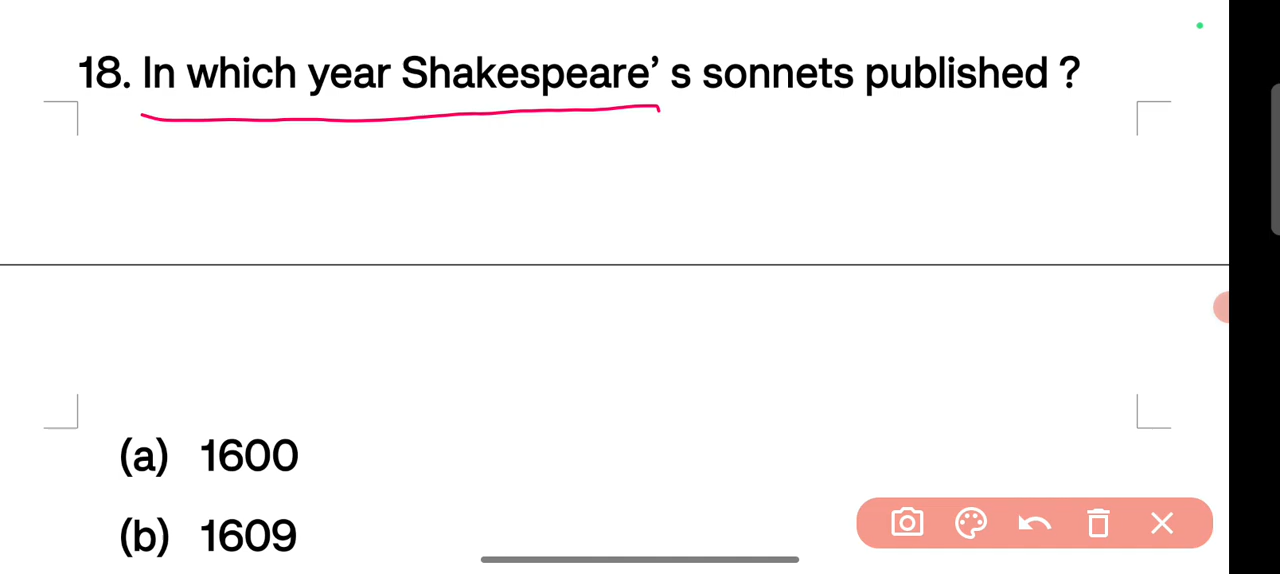 18. In which year Shakespeare’ s sonnets published ?
(a) 1600
(b) 1609